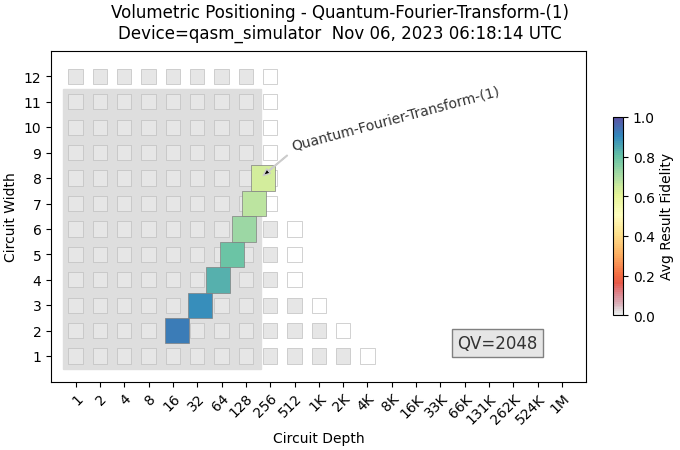 Volumetric Positioning - Quantum-Fourier-Transform-(1)
Device=qasm_simulator  Nov 06, 2023 06:18:14 UTC
12
11
10
9
8
7
6
5
4
3
2
1
Circuit Width
Quantum-Fourier-Transform-(1)
QV=2048
1 2 4 8 16 32 64 128 256 512 1K 2K 4K 8K 16K 33K 66K 131K 262K 524K 1M
Circuit Depth
1.0
0.8
0.6
0.4
0.2
0.0
Avg Result Fidelity